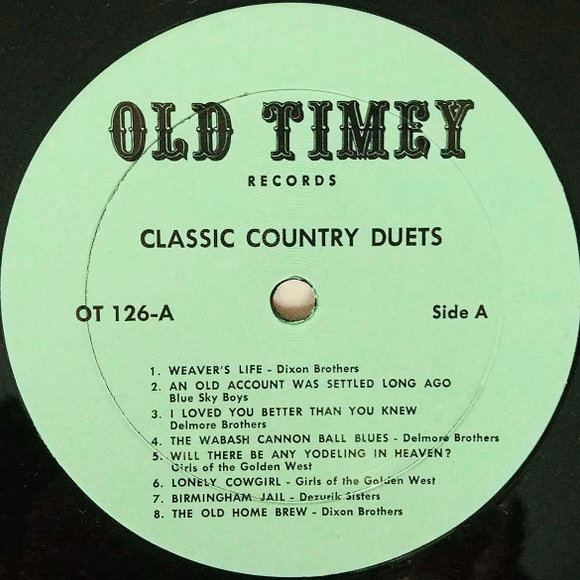 OLD TIMEY
RECORDS
CLASSIC COUNTRY DUETS
OT 126-A
Side A
1. WEAVER'S LIFE - Dixon Brothers
2. AN OLD ACCOUNT WAS SETTLED LONG AGO
Blue Sky Boys
3. I LOVED YOU BETTER THAN YOU KNEW
Delmore Brothers
4. THE WABASH CANNON BALL BLUES - Delmore Brothers
5. WILL THERE BE ANY YODELING IN HEAVEN?
Girls of the Golden West
6. LONELY COWGIRL - Girls of the Golden West
7. BIRMINGHAM JAIL - Dezurik Sisters
8. THE OLD HOME BREW - Dixon Brothers